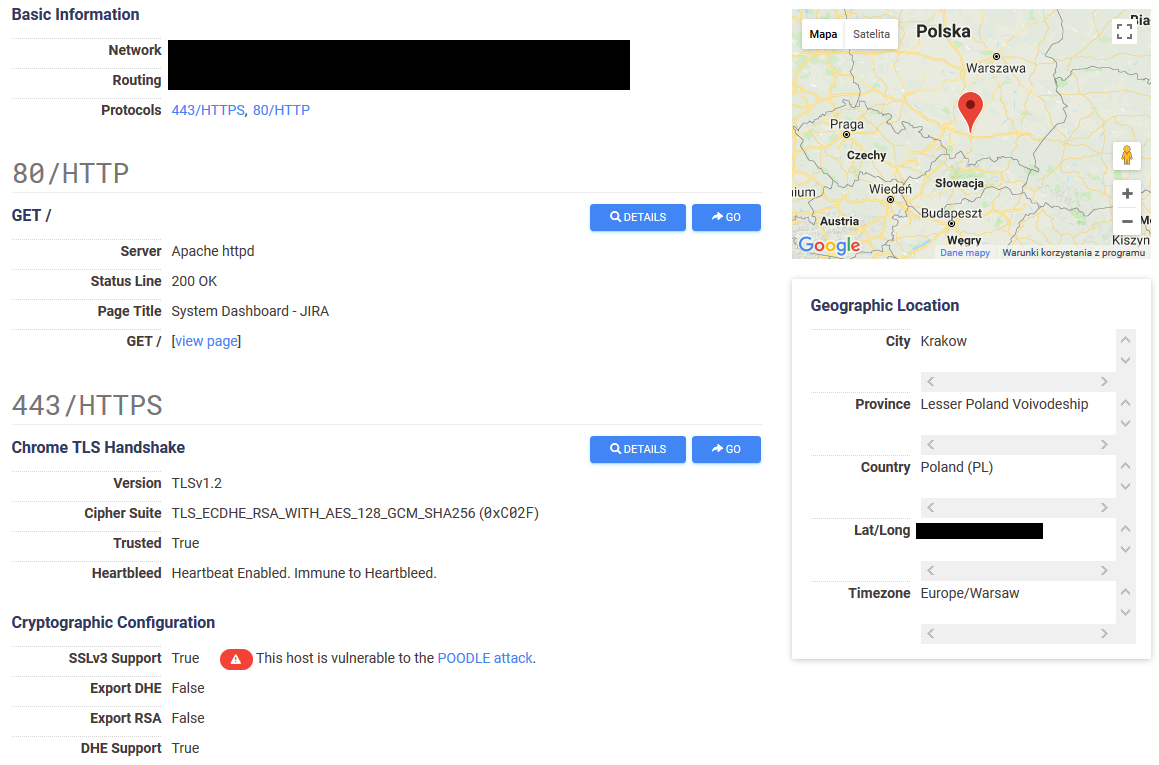 Basic Information
Network
Routing
Protocols 443/HTTPS, 80/HTTP
80/HTTP
GET / DETAILS GO
Server Apache httpd
Status Line 200 OK
Page Title System Dashboard - JIRA
GET / [view page]
443/HTTPS
Chrome TLS Handshake DETAILS GO
Version TLSv1.2
Cipher Suite TLS_ECDHE_RSA_WITH_AES_128_GCM_SHA256 (0xC02F)
Trusted True
Heartbleed Heartbeat Enabled. Immune to Heartbleed.
Cryptographic Configuration
SSLv3 Support True This host is vulnerable to the POODLE attack.
Export DHE False
Export RSA False
DHE Support True
Mapa Satelita
Polska
Warszawa
Praga
Czechy
Słowacja
Wiedeń
Budapeszt
Austria
Węgry
Kiszyn
Google
Dane mapy Warunki korzystania z programu
Geographic Location
City Krakow
Province Lesser Poland Voivodeship
Country Poland (PL)
Lat/Long
Timezone Europe/Warsaw